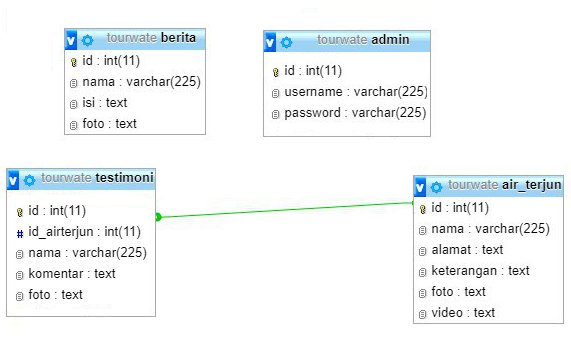 tourwate berita
id : int(11)
nama : varchar(225)
isi : text
foto : text
tourwate admin
id : int(11)
username : varchar(225)
password : varchar(225)
tourwate testimoni
id : int(11)
# id_airterjun : int(11)
nama : varchar(225)
komentar : text
foto : text
tourwate air_terjun
id : int(11)
nama : varchar(225)
alamat : text
keterangan : text
foto : text
video : text